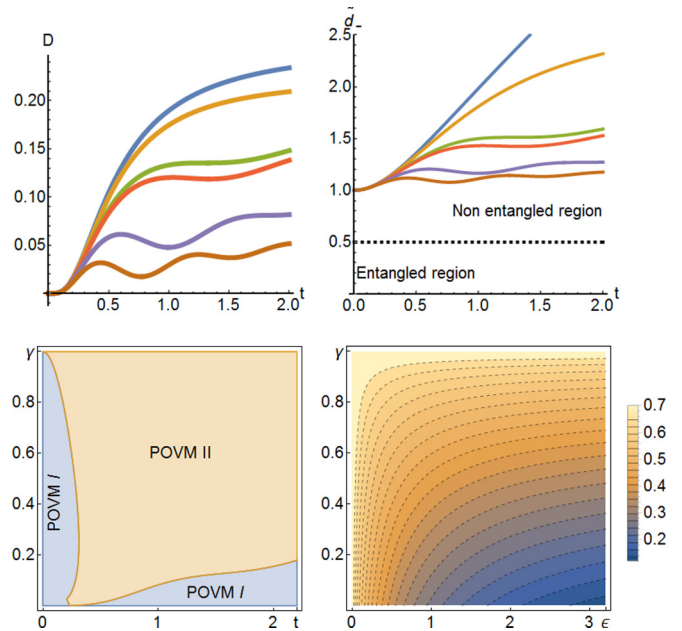 D
0.20
0.15
0.10
0.05
0.5 1.0 1.5 2.0 t
d̃_
2.5
2.0
1.5
1.0
0.5
0.0
Non entangled region
Entangled region
0.0 0.5 1.0 1.5 2.0 t
γ
0.8
0.6
0.4
0.2
POVM I
POVM II
POVM I
0 1 2 t
γ
0.8
0.6
0.4
0.2
0 1 2 3 ϵ
0.7
0.6
0.5
0.4
0.3
0.2